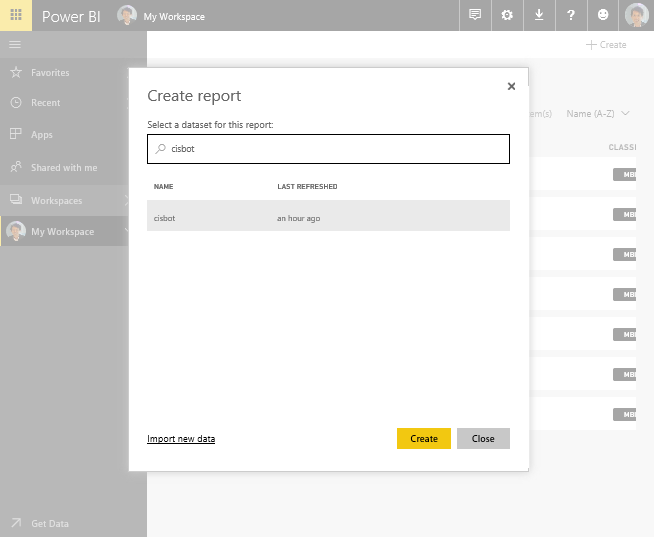 Power BI My Workspace ?
Create
Favorites
Recent
Apps
Shared with me
Workspaces
My Workspace
Get Data
Name (A-Z)
Create report
Select a dataset for this report:
cisbot
NAME LAST REFRESHED
cisbot an hour ago
Import new data Create Close